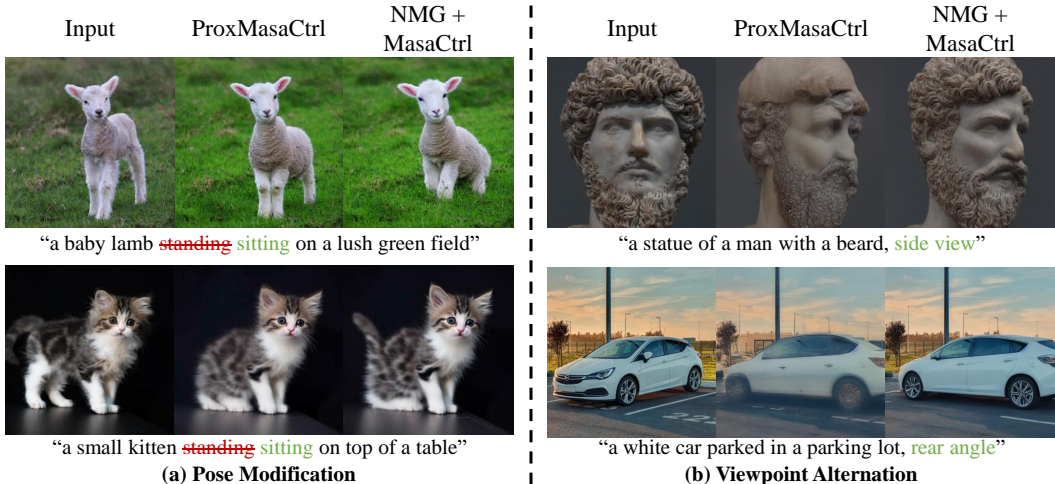 Input ProxMasaCtrl NMG + MasaCtrl
“a baby lamb standing sitting on a lush green field”
“a small kitten standing sitting on top of a table”
(a) Pose Modification
Input ProxMasaCtrl NMG + MasaCtrl
“a statue of a man with a beard, side view”
“a white car parked in a parking lot, rear angle”
(b) Viewpoint Alternation